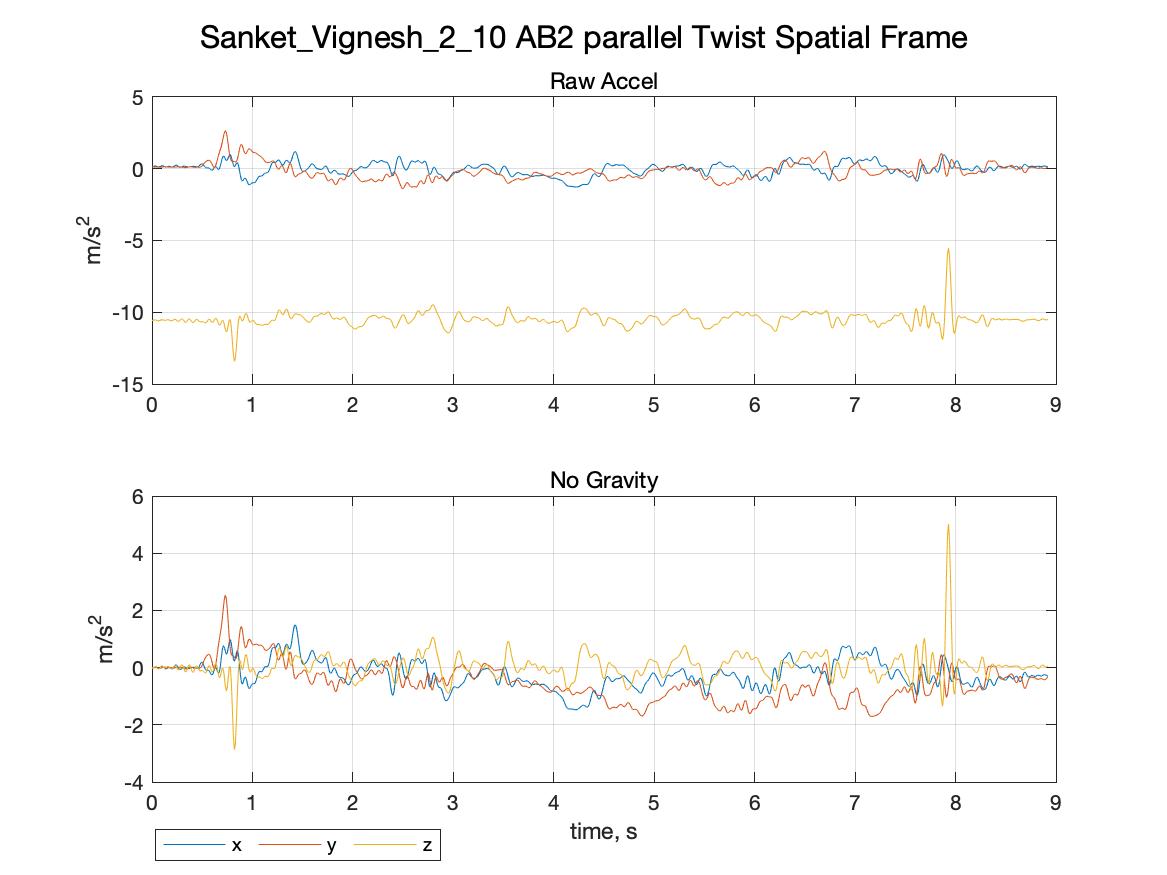 Sanket_Vignesh_2_10 AB2 parallel Twist Spatial Frame
Raw Accel
5
0
-5
-10
-15
m/s²
0 1 2 3 4 5 6 7 8 9
No Gravity
6
4
2
0
-2
-4
m/s²
0 1 2 3 4 5 6 7 8 9
time, s
x y z